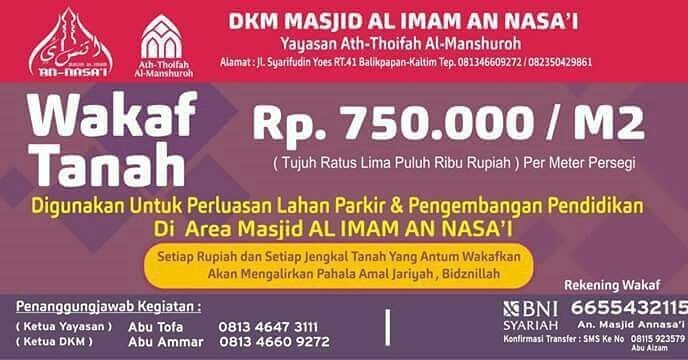 DKM MASJID AL IMAM AN NASA'I
Yayasan Ath-Thoifah Al-Manshuroh
Alamat : Jl. Syarifudin Yoes RT.41 Balikpapan-Kaltim Tep. 081346609272 / 082350429861
AN-NASA'I
Ath-Thoifah
Al-Manshuroh
Wakaf
Tanah
Rp. 750.000 / M2
( Tujuh Ratus Lima Puluh Ribu Rupiah ) Per Meter Persegi
Digunakan Untuk Perluasan Lahan Parkir & Pengembangan Pendidikan
Di Area Masjid AL IMAM AN NASA'I
Setiap Rupiah dan Setiap Jengkal Tanah Yang Antum Wakafkan
Akan Mengalirkan Pahala Amal Jariyah , Bidznillah
Penanggungjawab Kegiatan :
( Ketua Yayasan ) Abu Tofa 0813 4647 3111
( Ketua DKM ) Abu Ammar 0813 4660 9272
Rekening Wakaf
BNI SYARIAH 6655432115
An. Masjid Annasa'i
Konfirmasi Transfer : SMS Ke No 08115 923579
Abu Aizam